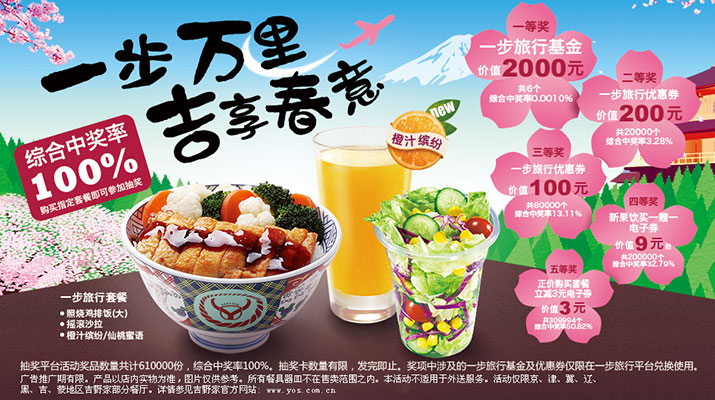 一步万里
吉享春意
综合中奖率
100%
购买指定套餐即可参加抽奖
new
橙汁缤纷
一等奖
一步旅行基金
价值2000元
共6个
综合中奖率0.0010%
二等奖
一步旅行优惠券
价值200元
共20000个
综合中奖率3.28%
三等奖
一步旅行优惠券
价值100元
共80000个
综合中奖率13.11%
四等奖
新果饮买一赠一
电子券
价值9元起
共200000个
综合中奖率32.79%
五等奖
正价购买套餐
立减3元电子券
价值3元
共309994个
综合中奖率50.82%
一步旅行套餐
• 照烧鸡排饭(大)
• 摇滚沙拉
• 橙汁缤纷/仙桃蜜语
抽奖平台活动奖品数量共计610000份，综合中奖率100%。抽奖卡数量有限，发完即止。奖项中涉及的一步旅行基金及优惠券仅限在一步旅行平台兑换使用。
广告推广期有限。产品以店内实物为准，图片仅供参考。所有餐具器皿不在售卖范围之内。本活动不适用于外送服务。活动仅限京、津、冀、辽、
黑、吉、蒙地区吉野家部分餐厅。详情参见吉野家官方网站: www.yos.com.cn